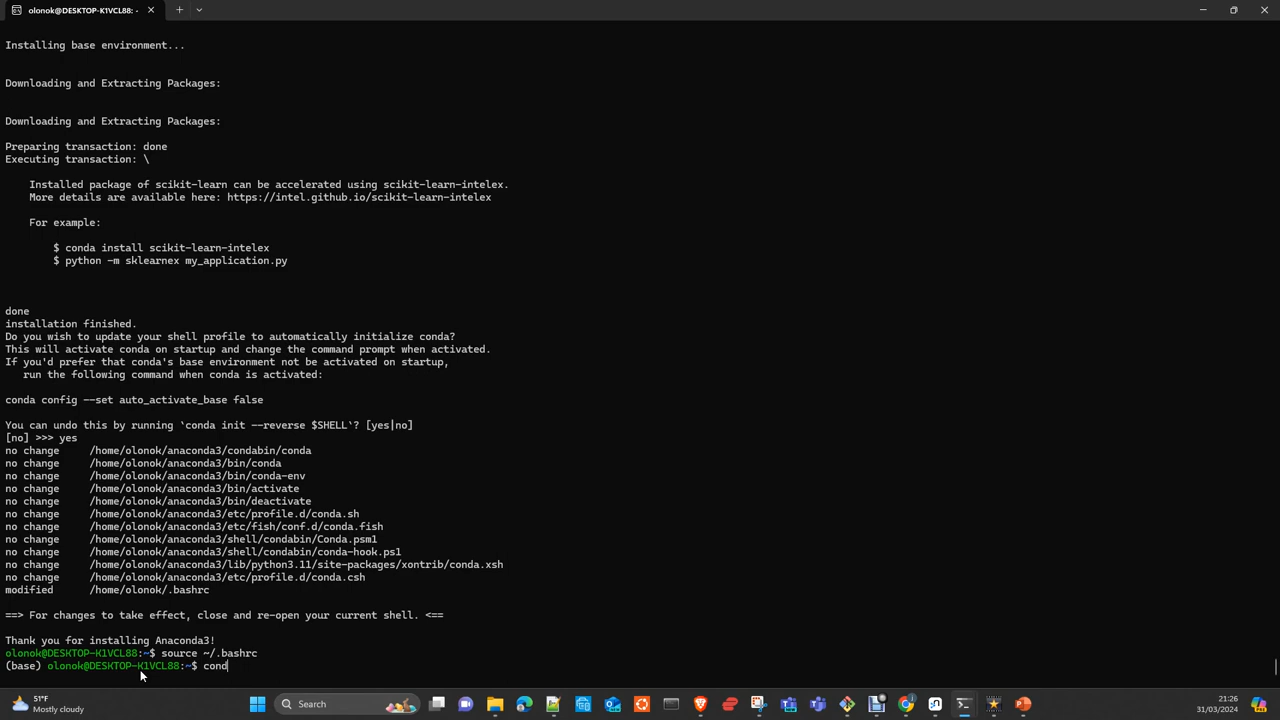 olonok@DESKTOP-K1VCL88: ~
Installing base environment...
Downloading and Extracting Packages:
Downloading and Extracting Packages:
Preparing transaction: done
Executing transaction: \
Installed package of scikit-learn can be accelerated using scikit-learn-intelex.
More details are available here: https://intel.github.io/scikit-learn-intelex
For example:
$ conda install scikit-learn-intelex
$ python -m sklearnex my_application.py
done
installation finished.
Do you wish to update your shell profile to automatically initialize conda?
This will activate conda on startup and change the command prompt when activated.
If you'd prefer that conda's base environment not be activated on startup,
run the following command when conda is activated:
conda config --set auto_activate_base false
You can undo this by running `conda init --reverse $SHELL`? [yes|no]
[no] >>> yes
no change /home/olonok/anaconda3/condabin/conda
no change /home/olonok/anaconda3/bin/conda
no change /home/olonok/anaconda3/bin/conda-env
no change /home/olonok/anaconda3/bin/activate
no change /home/olonok/anaconda3/bin/deactivate
no change /home/olonok/anaconda3/etc/profile.d/conda.sh
no change /home/olonok/anaconda3/etc/fish/conf.d/conda.fish
no change /home/olonok/anaconda3/shell/condabin/Conda.psm1
no change /home/olonok/anaconda3/shell/condabin/conda-hook.ps1
no change /home/olonok/anaconda3/lib/python3.11/site-packages/xontrib/conda.xsh
no change /home/olonok/anaconda3/etc/profile.d/conda.csh
modified /home/olonok/.bashrc
==> For changes to take effect, close and re-open your current shell. <==
Thank you for installing Anaconda3!
olonok@DESKTOP-K1VCL88:~$ source ~/.bashrc
(base) olonok@DESKTOP-K1VCL88:~$ cond
51°F
Mostly cloudy
Search
21:26
31/03/2024